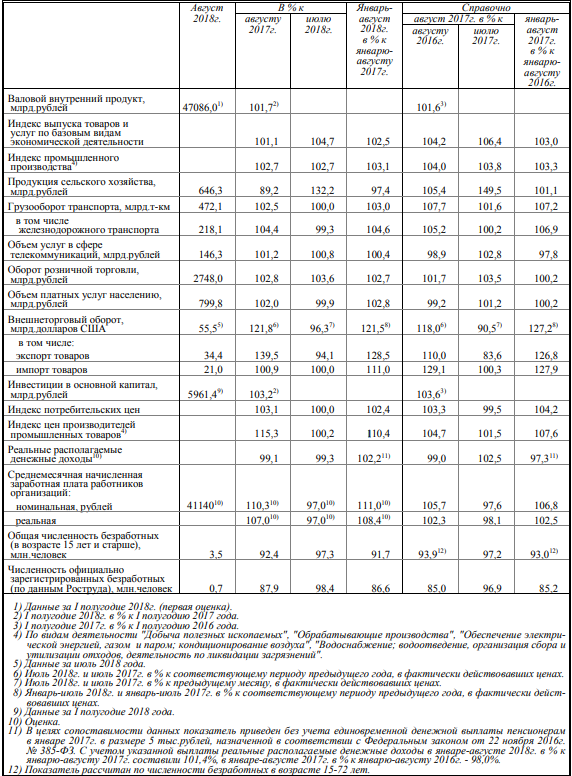 Август 2018г. В % к Январь-август 2018г. в % к январю-августу 2017г. Справочно
августу 2017г. июлю 2018г. август 2017г. в % к январь-август 2017г. в % к январю-августу 2016г.
августу 2016г. июлю 2017г.
Валовой внутренний продукт,
млрд.рублей 47086,0¹⁾ 101,7²⁾ 101,6³⁾
Индекс выпуска товаров и
услуг по базовым видам
экономической деятельности 101,1 104,7 102,5 104,2 106,4 103,0
Индекс промышленного
производства⁴⁾ 102,7 102,7 103,1 104,0 103,8 103,3
Продукция сельского хозяйства,
млрд.рублей 646,3 89,2 132,2 97,4 105,4 149,5 101,1
Грузооборот транспорта, млрд.т-км 472,1 102,5 100,0 103,0 107,7 101,6 107,2
в том числе
железнодорожного транспорта 218,1 104,4 99,3 104,6 105,2 100,2 106,9
Объем услуг в сфере
телекоммуникаций, млрд.рублей 146,3 101,2 100,8 100,4 98,9 102,8 97,8
Оборот розничной торговли,
млрд.рублей 2748,0 102,8 103,6 102,7 101,7 103,5 100,2
Объем платных услуг населению,
млрд.рублей 799,8 102,0 99,9 102,8 99,2 101,2 100,2
Внешнеторговый оборот,
млрд.долларов США 55,5⁵⁾ 121,8⁶⁾ 96,3⁷⁾ 121,5⁸⁾ 118,0⁶⁾ 90,5⁷⁾ 127,2⁸⁾
в том числе:
экспорт товаров 34,4 139,5 94,1 128,5 110,0 83,6 126,8
импорт товаров 21,0 100,9 100,0 111,0 129,1 100,3 127,9
Инвестиции в основной капитал,
млрд.рублей 5961,4⁹⁾ 103,2²⁾ 103,6³⁾
Индекс потребительских цен 103,1 100,0 102,4 103,3 99,5 104,2
Индекс цен производителей
промышленных товаров⁴⁾ 115,3 100,2 110,4 104,7 101,5 107,6
Реальные располагаемые
денежные доходы¹⁰⁾ 99,1 99,3 102,2¹¹⁾ 99,0 102,5 97,3¹¹⁾
Среднемесячная начисленная
заработная плата работников
организаций:
номинальная, рублей 41140¹⁰⁾ 110,3¹⁰⁾ 97,0¹⁰⁾ 111,0¹⁰⁾ 105,7 97,6 106,8
реальная 107,0¹⁰⁾ 97,0¹⁰⁾ 108,4¹⁰⁾ 102,3 98,1 102,5
Общая численность безработных
(в возрасте 15 лет и старше),
млн.человек 3,5 92,4 97,3 91,7 93,9¹²⁾ 97,2 93,0¹²⁾
Численность официально
зарегистрированных безработных
(по данным Роструда), млн.человек 0,7 87,9 98,4 86,6 85,0 96,9 85,2
1) Данные за I полугодие 2018г. (первая оценка).
2) I полугодие 2018г. в % к I полугодию 2017 года.
3) I полугодие 2017г. в % к I полугодию 2016 года.
4) По видам деятельности "Добыча полезных ископаемых", "Обрабатывающие производства", "Обеспечение электри-
ческой энергией, газом и паром; кондиционирование воздуха", "Водоснабжение; водоотведение, организация сбора и
утилизации отходов, деятельность по ликвидации загрязнений".
5) Данные за июль 2018 года.
6) Июль 2018г. и июль 2017г. в % к соответствующему периоду предыдущего года, в фактически действовавших ценах.
7) Июль 2018г. и июль 2017г. в % к предыдущему месяцу, в фактически действовавших ценах.
8) Январь-июль 2018г. и январь-июль 2017г. в % к соответствующему периоду предыдущего года, в фактически дейст-
вовавших ценах.
9) Данные за I полугодие 2018 года.
10) Оценка.
11) В целях сопоставимости данных показатель приведен без учета единовременной денежной выплаты пенсионерам
в январе 2017г. в размере 5 тыс.рублей, назначенной в соответствии с Федеральным законом от 22 ноября 2016г.
№ 385-ФЗ. С учетом указанной выплаты реальные располагаемые денежные доходы в январе-августе 2018г. в % к
январю-августу 2017г. составили 101,4%, в январе-августе 2017г. в % к январю-августу 2016г. - 98,0%.
12) Показатель рассчитан по численности безработных в возрасте 15-72 лет.